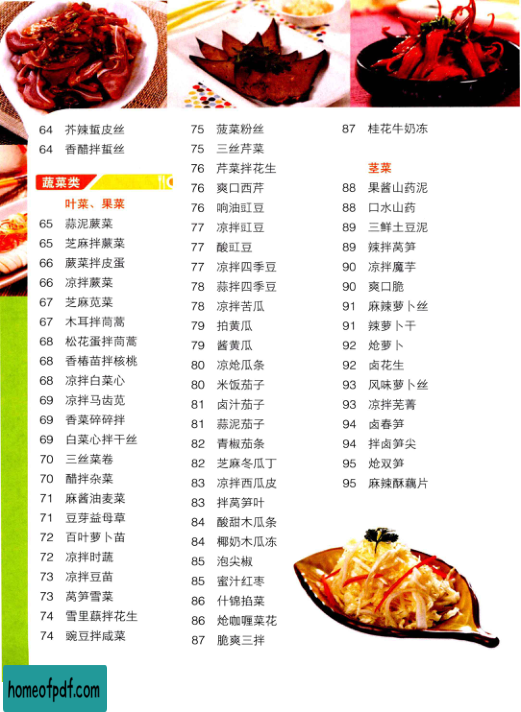 64 芥辣蜇皮丝
64 香醋拌蜇丝
蔬菜类
叶菜、果菜
65 蒜泥蕨菜
65 芝麻拌蕨菜
66 蕨菜拌皮蛋
66 凉拌蕨菜
67 芝麻苋菜
67 木耳拌茼蒿
68 松花蛋拌茼蒿
68 香椿苗拌核桃
68 凉拌白菜心
69 凉拌马齿苋
69 香菜碎碎拌
69 白菜心拌干丝
70 三丝菜卷
70 醋拌杂菜
71 麻酱油麦菜
71 豆芽益母草
72 百叶萝卜苗
72 凉拌时蔬
73 凉拌豆苗
73 莴笋雪菜
74 雪里蕻拌花生
74 豌豆拌咸菜
75 菠菜粉丝
75 三丝芹菜
76 芹菜拌花生
76 爽口西芹
76 响油豇豆
77 凉拌豇豆
77 酸豇豆
77 凉拌四季豆
78 蒜拌四季豆
78 凉拌苦瓜
79 拍黄瓜
79 酱黄瓜
80 凉炝瓜条
80 米饭茄子
81 卤汁茄子
81 蒜泥茄子
82 青椒茄条
82 芝麻冬瓜丁
83 凉拌西瓜皮
83 拌莴笋叶
84 酸甜木瓜条
84 椰奶木瓜冻
85 泡尖椒
85 蜜汁红枣
86 什锦掐菜
86 炝咖喱菜花
87 脆爽三拌
87 桂花牛奶冻
茎菜
88 果酱山药泥
88 口水山药
89 三鲜土豆泥
89 辣拌莴笋
90 凉拌魔芋
90 爽口脆
91 麻辣萝卜丝
91 辣萝卜干
92 炝萝卜
92 卤花生
93 风味萝卜丝
93 凉拌芜菁
94 卤春笋
94 拌卤笋尖
95 炝双笋
95 麻辣酥藕片
homeofpdf.com